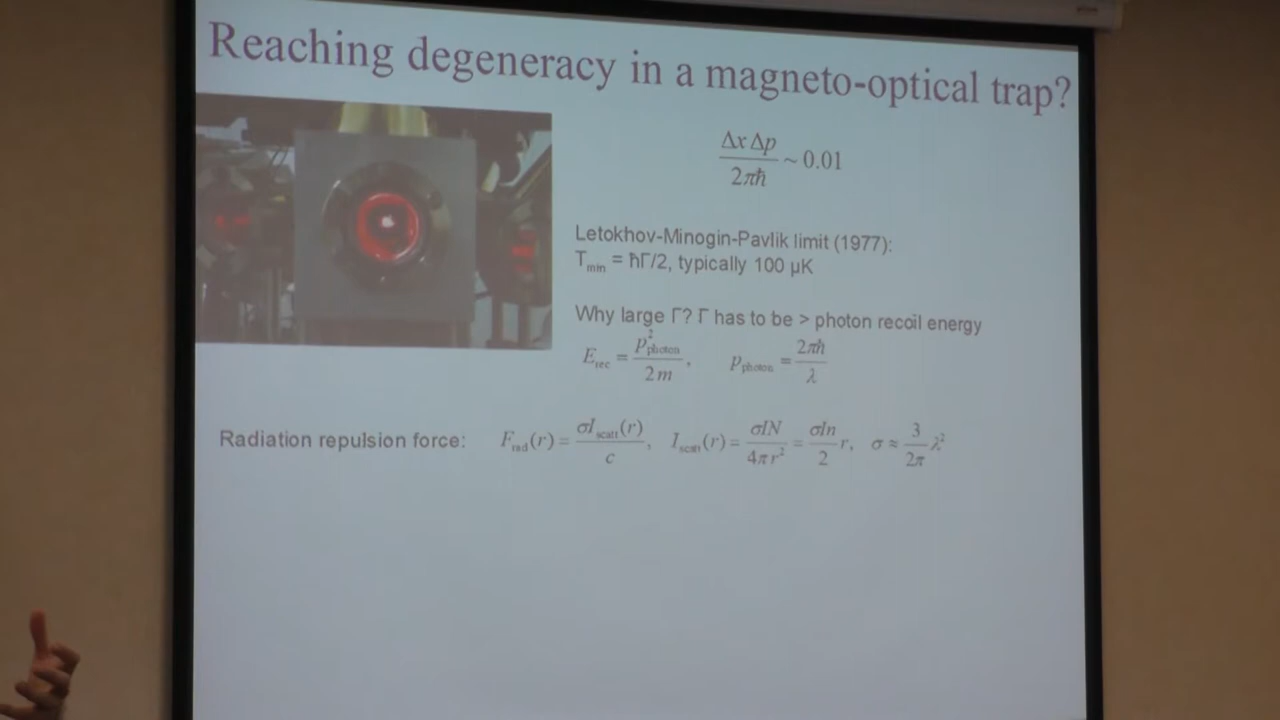 Reaching degeneracy in a magneto-optical trap?
Δx Δp / 2πħ ~ 0.01
Letokhov-Minogin-Pavlik limit (1977):
T_min = ħΓ/2, typically 100 μK
Why large Γ? Γ has to be > photon recoil energy
E_rec = p²_photon / 2m , p_photon = 2πħ / λ
Radiation repulsion force: F_rad(r) = σI_scatt(r) / c , I_scatt(r) = σIN / 4πr² = σIn / 2 r, σ ≈ 3 / 2π λ²